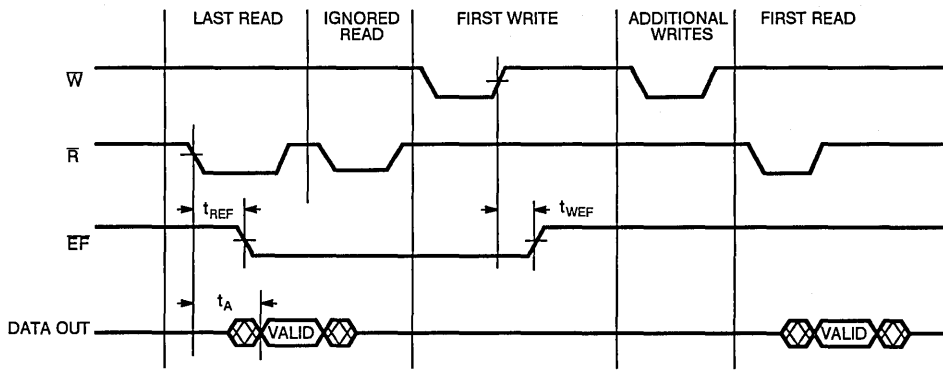 LAST READ
IGNORED
READ
FIRST WRITE
ADDITIONAL
WRITES
FIRST READ
W
R
tREF
tWEF
EF
tA
DATA OUT
VALID
VALID